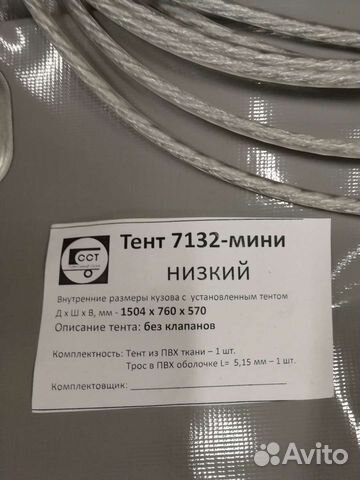 ССТ
Тент 7132-мини
низкий
Внутренние размеры кузова с установленным тентом
Д х Ш х В, мм - 1504 х 760 х 570
Описание тента: без клапанов
Комплектность: Тент из ПВХ ткани – 1 шт.
Трос в ПВХ оболочке L= 5,15 мм – 1 шт.
Комплектовщик:
Avito